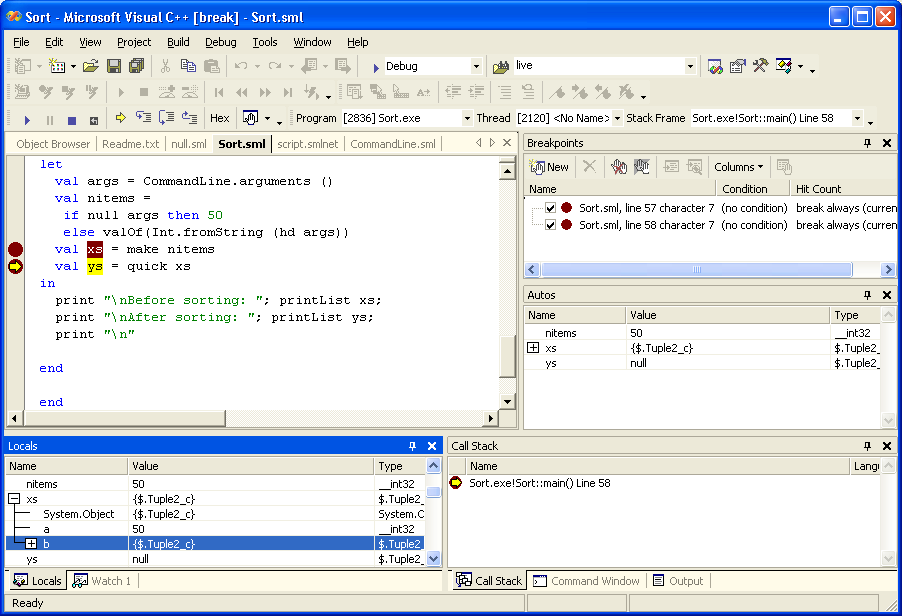 Sort - Microsoft Visual C++ [break] - Sort.sml
File Edit View Project Build Debug Tools Window Help
Debug live
Hex Program [2836] Sort.exe Thread [2120] <No Name> Stack Frame Sort.exe!Sort::main() Line 58
Object Browser Readme.txt null.sml Sort.sml script.smlnet CommandLine.sml
let
val args = CommandLine.arguments ()
val nitems =
if null args then 50
else valOf(Int.fromString (hd args))
val xs = make nitems
val ys = quick xs
in
print "\nBefore sorting: "; printList xs;
print "\nAfter sorting: "; printList ys;
print "\n"
end
end
Breakpoints
New Columns
Name Condition Hit Count
Sort.sml, line 57 character 7 (no condition) break always (curren
Sort.sml, line 58 character 7 (no condition) break always (curren
Autos
Name Value Type
nitems 50 __int32
xs {$.Tuple2_c} $.Tuple2_
ys null $.Tuple2_
Locals
Name Value Type
nitems 50 __int32
xs {$.Tuple2_c} $.Tuple2_
System.Object {$.Tuple2_c} System.O
a 50 __int32
b {$.Tuple2_c} $.Tuple2_
ys null $.Tuple2_
Locals Watch 1
Call Stack
Name Langu
Sort.exe!Sort::main() Line 58
Call Stack Command Window Output
Ready